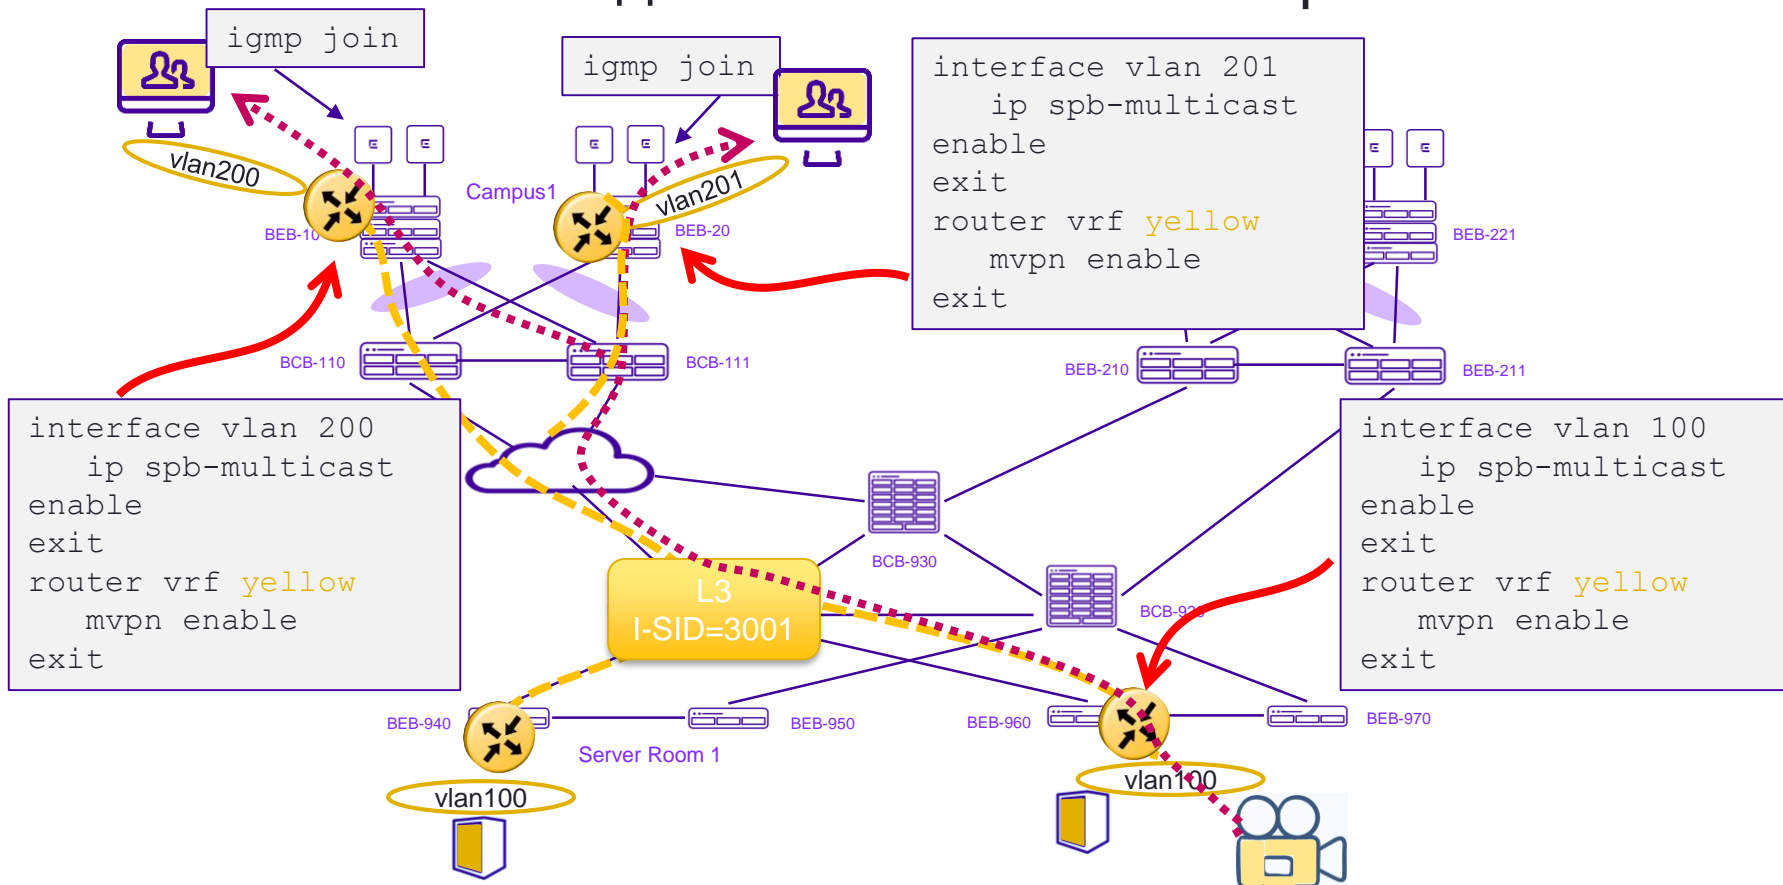 igmp join
igmp join
interface vlan 201
ip spb-multicast
enable
exit
router vrf yellow
mvpn enable
exit
vlan200
vlan201
Campus1
BEB-10
BEB-20
BEB-221
BCB-110
BCB-111
BEB-210
BEB-211
interface vlan 200
ip spb-multicast
enable
exit
router vrf yellow
mvpn enable
exit
interface vlan 100
ip spb-multicast
enable
exit
router vrf yellow
mvpn enable
exit
BCB-930
L3
I-SID=3001
BEB-940
BEB-950
BEB-960
BEB-970
Server Room 1
vlan100
vlan100